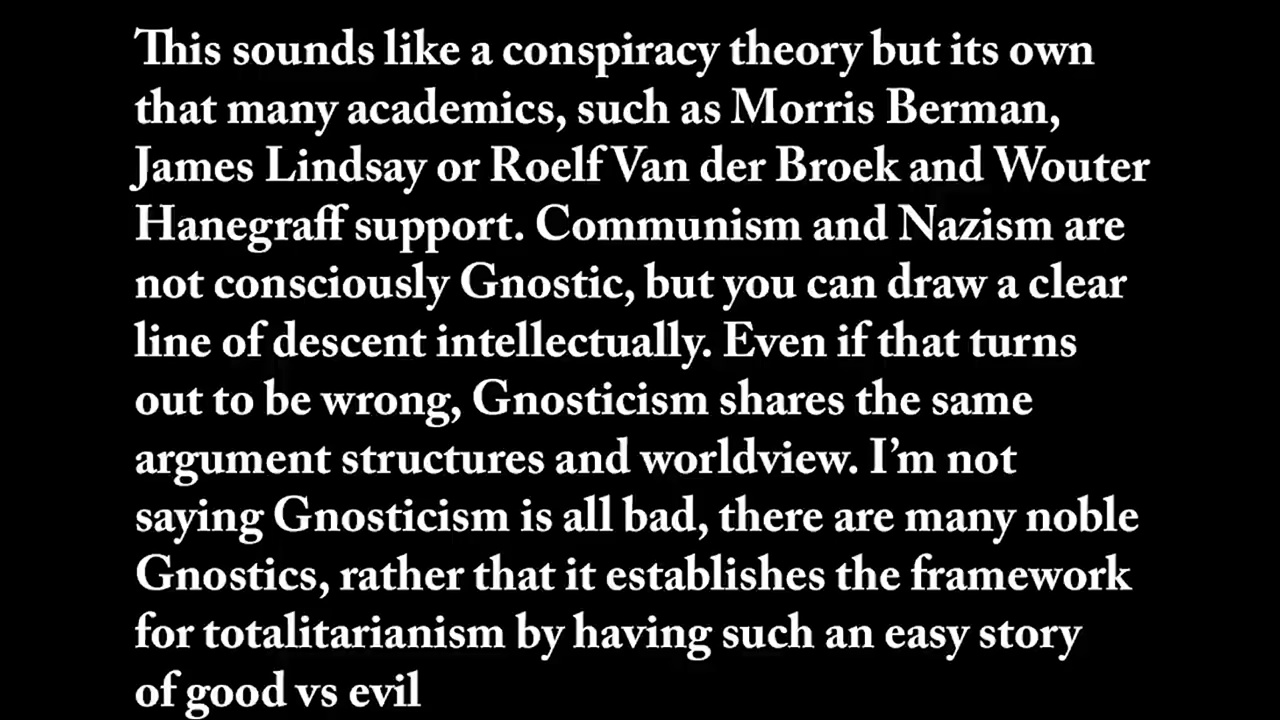 This sounds like a conspiracy theory but its own
that many academics, such as Morris Berman,
James Lindsay or Roelf Van der Broek and Wouter
Hanegraff support. Communism and Nazism are
not consciously Gnostic, but you can draw a clear
line of descent intellectually. Even if that turns
out to be wrong, Gnosticism shares the same
argument structures and worldview. I’m not
saying Gnosticism is all bad, there are many noble
Gnostics, rather that it establishes the framework
for totalitarianism by having such an easy story
of good vs evil